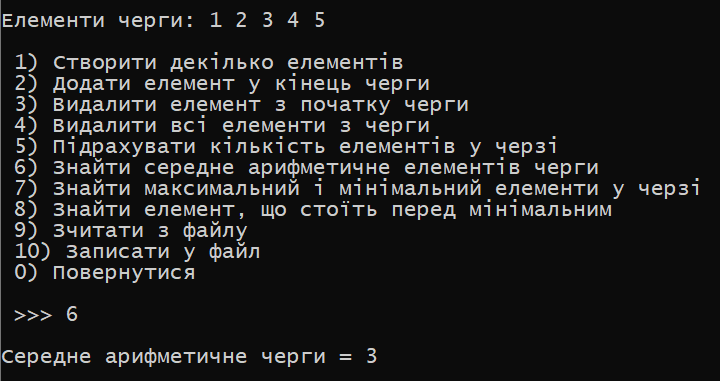 Елементи черги: 1 2 3 4 5
1) Створити декілька елементів
2) Додати елемент у кінець черги
3) Видалити елемент з початку черги
4) Видалити всі елементи з черги
5) Підрахувати кількість елементів у черзі
6) Знайти середне арифметичне елементів черги
7) Знайти максимальний і мінімальний елементи у черзі
8) Знайти елемент, що стоїть перед мінімальним
9) Зчитати з файлу
10) Записати у файл
0) Повернутися
>>> 6
Середне арифметичне черги = 3